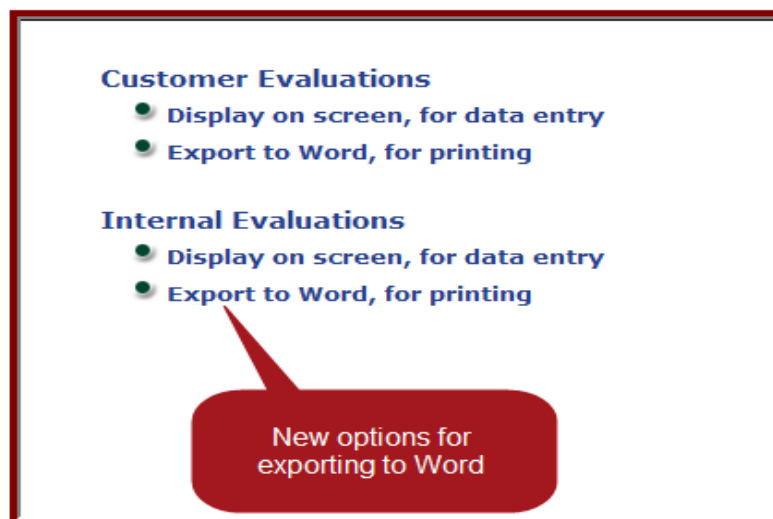 Customer Evaluations
Display on screen, for data entry
Export to Word, for printing
Internal Evaluations
Display on screen, for data entry
Export to Word, for printing
New options for
exporting to Word